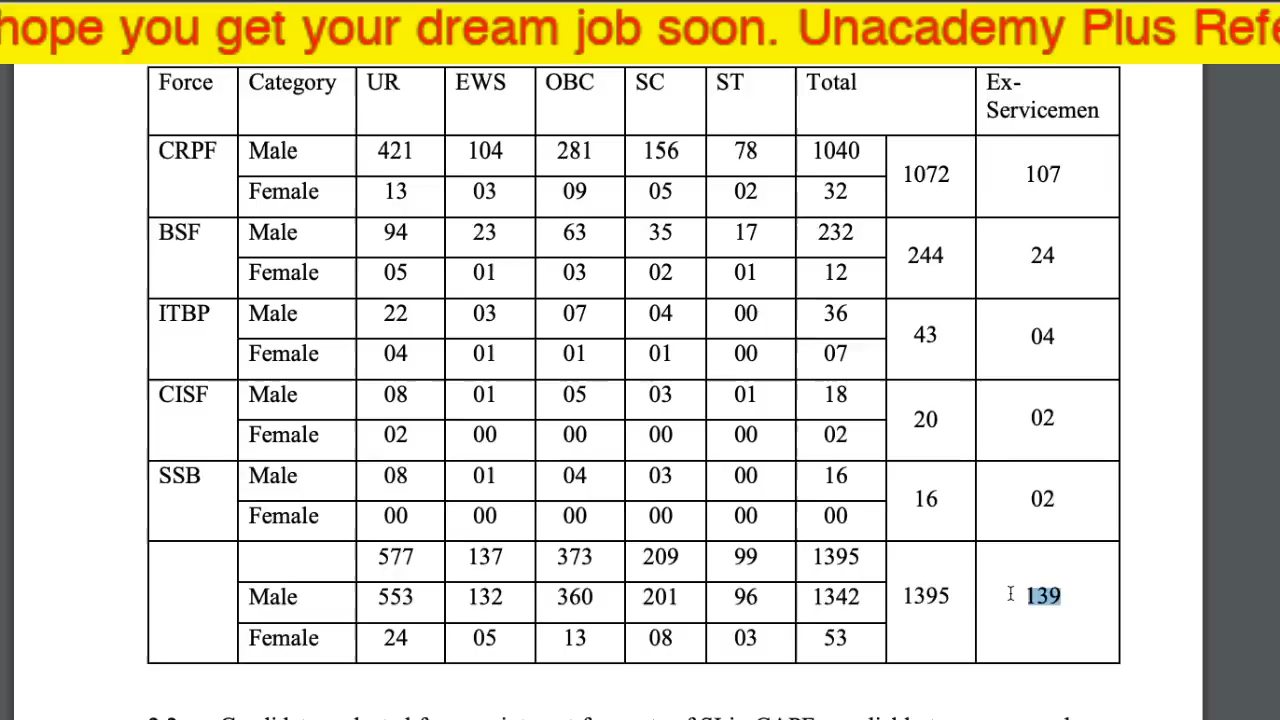 hope you get your dream job soon. Unacademy Plus Refe
Force Category UR EWS OBC SC ST Total Ex-
Servicemen
CRPF Male 421 104 281 156 78 1040 1072 107
Female 13 03 09 05 02 32
BSF Male 94 23 63 35 17 232 244 24
Female 05 01 03 02 01 12
ITBP Male 22 03 07 04 00 36 43 04
Female 04 01 01 01 00 07
CISF Male 08 01 05 03 01 18 20 02
Female 02 00 00 00 00 02
SSB Male 08 01 04 03 00 16 16 02
Female 00 00 00 00 00 00
577 137 373 209 99 1395
Male 553 132 360 201 96 1342 1395 139
Female 24 05 13 08 03 53